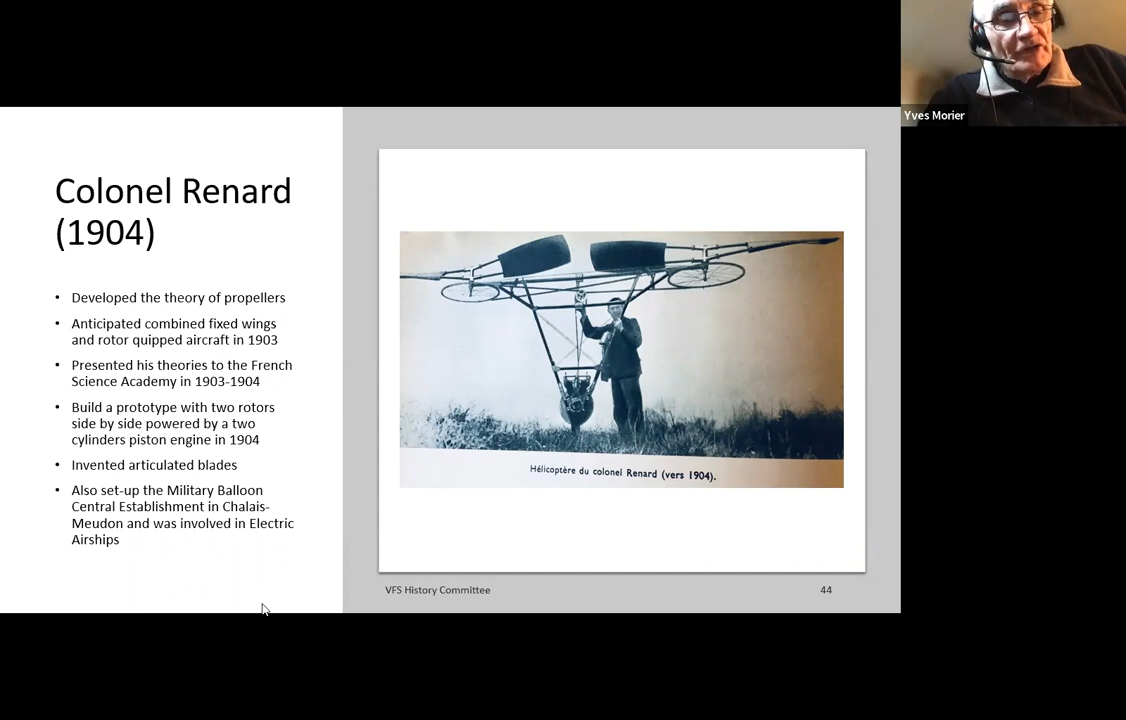 Yves Morier
Colonel Renard
(1904)
• Developed the theory of propellers
• Anticipated combined fixed wings
and rotor quipped aircraft in 1903
• Presented his theories to the French
Science Academy in 1903-1904
• Build a prototype with two rotors
side by side powered by a two
cylinders piston engine in 1904
• Invented articulated blades
• Also set-up the Military Balloon
Central Establishment in Chalais-
Meudon and was involved in Electric
Airships
Hélicoptère du colonel Renard (vers 1904).
VFS History Committee
44